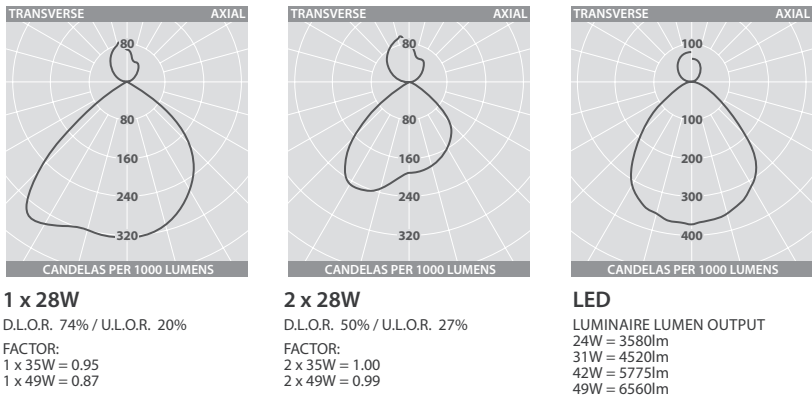 TRANSVERSE AXIAL
80
80
160
240
320
CANDELAS PER 1000 LUMENS
1 x 28W
D.L.O.R. 74% / U.L.O.R. 20%
FACTOR:
1 x 35W = 0.95
1 x 49W = 0.87
TRANSVERSE AXIAL
80
80
160
240
320
CANDELAS PER 1000 LUMENS
2 x 28W
D.L.O.R. 50% / U.L.O.R. 27%
FACTOR:
2 x 35W = 1.00
2 x 49W = 0.99
TRANSVERSE AXIAL
100
100
200
300
400
CANDELAS PER 1000 LUMENS
LED
LUMINAIRE LUMEN OUTPUT
24W = 3580lm
31W = 4520lm
42W = 5775lm
49W = 6560lm